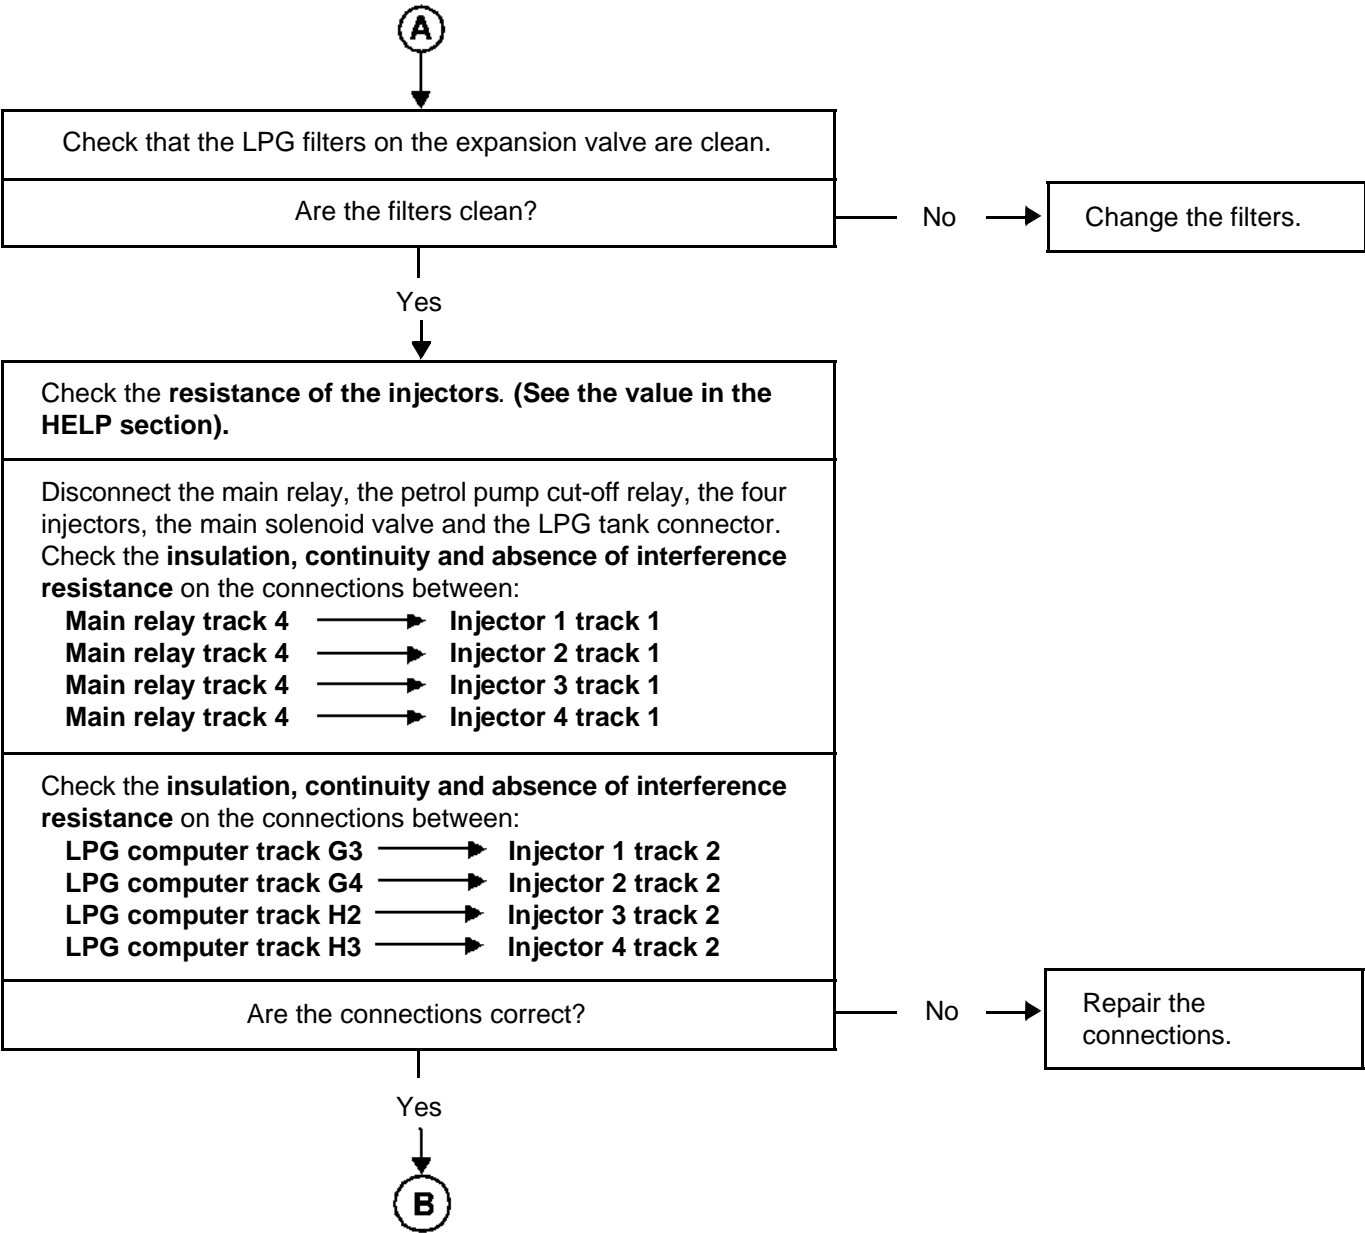 A
Check that the LPG filters on the expansion valve are clean.
Are the filters clean?
No
Change the filters.
Yes
Check the resistance of the injectors. (See the value in the
HELP section).
Disconnect the main relay, the petrol pump cut-off relay, the four
injectors, the main solenoid valve and the LPG tank connector.
Check the insulation, continuity and absence of interference
resistance on the connections between:
Main relay track 4 Injector 1 track 1
Main relay track 4 Injector 2 track 1
Main relay track 4 Injector 3 track 1
Main relay track 4 Injector 4 track 1
Check the insulation, continuity and absence of interference
resistance on the connections between:
LPG computer track G3 Injector 1 track 2
LPG computer track G4 Injector 2 track 2
LPG computer track H2 Injector 3 track 2
LPG computer track H3 Injector 4 track 2
Are the connections correct?
No
Repair the
connections.
Yes
B